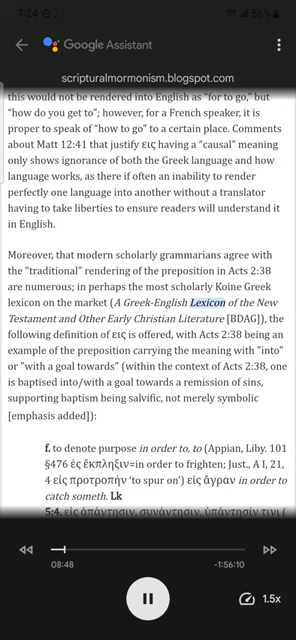 7:24
56%
Google Assistant
scripturalmormonism.blogspot.com
this would not be rendered into English as "for to go," but
"how do you get to"; however, for a French speaker, it is
proper to speak of "how to go" to a certain place. Comments
about Matt 12:41 that justify εις having a "causal" meaning
only shows ignorance of both the Greek language and how
language works, as there if often an inability to render
perfectly one language into another without a translator
having to take liberties to ensure readers will understand it
in English.
Moreover, that modern scholarly grammarians agree with
the "traditional" rendering of the preposition in Acts 2:38
are numerous; in perhaps the most scholarly Koine Greek
lexicon on the market (A Greek-English Lexicon of the New
Testament and Other Early Christian Literature [BDAG]), the
following definition of εις is offered, with Acts 2:38 being an
example of the preposition carrying the meaning with "into"
or "with a goal towards" (within the context of Acts 2:38, one
is baptised into/with a goal towards a remission of sins,
supporting baptism being salvific, not merely symbolic
[emphasis added]):
f. to denote purpose in order to, to (Appian, Liby. 101
§476 ἐς ἔκπληξιν=in order to frighten; Just., A I, 21,
4 εἰς προτροπήν 'to spur on') εἰς ἄγραν in order to
catch someth. Lk
5:4. εἰς ἀπάντησιν, συνάντησιν, ὑπάντησίν τινι (
08:48
-1:56:10
1.5x